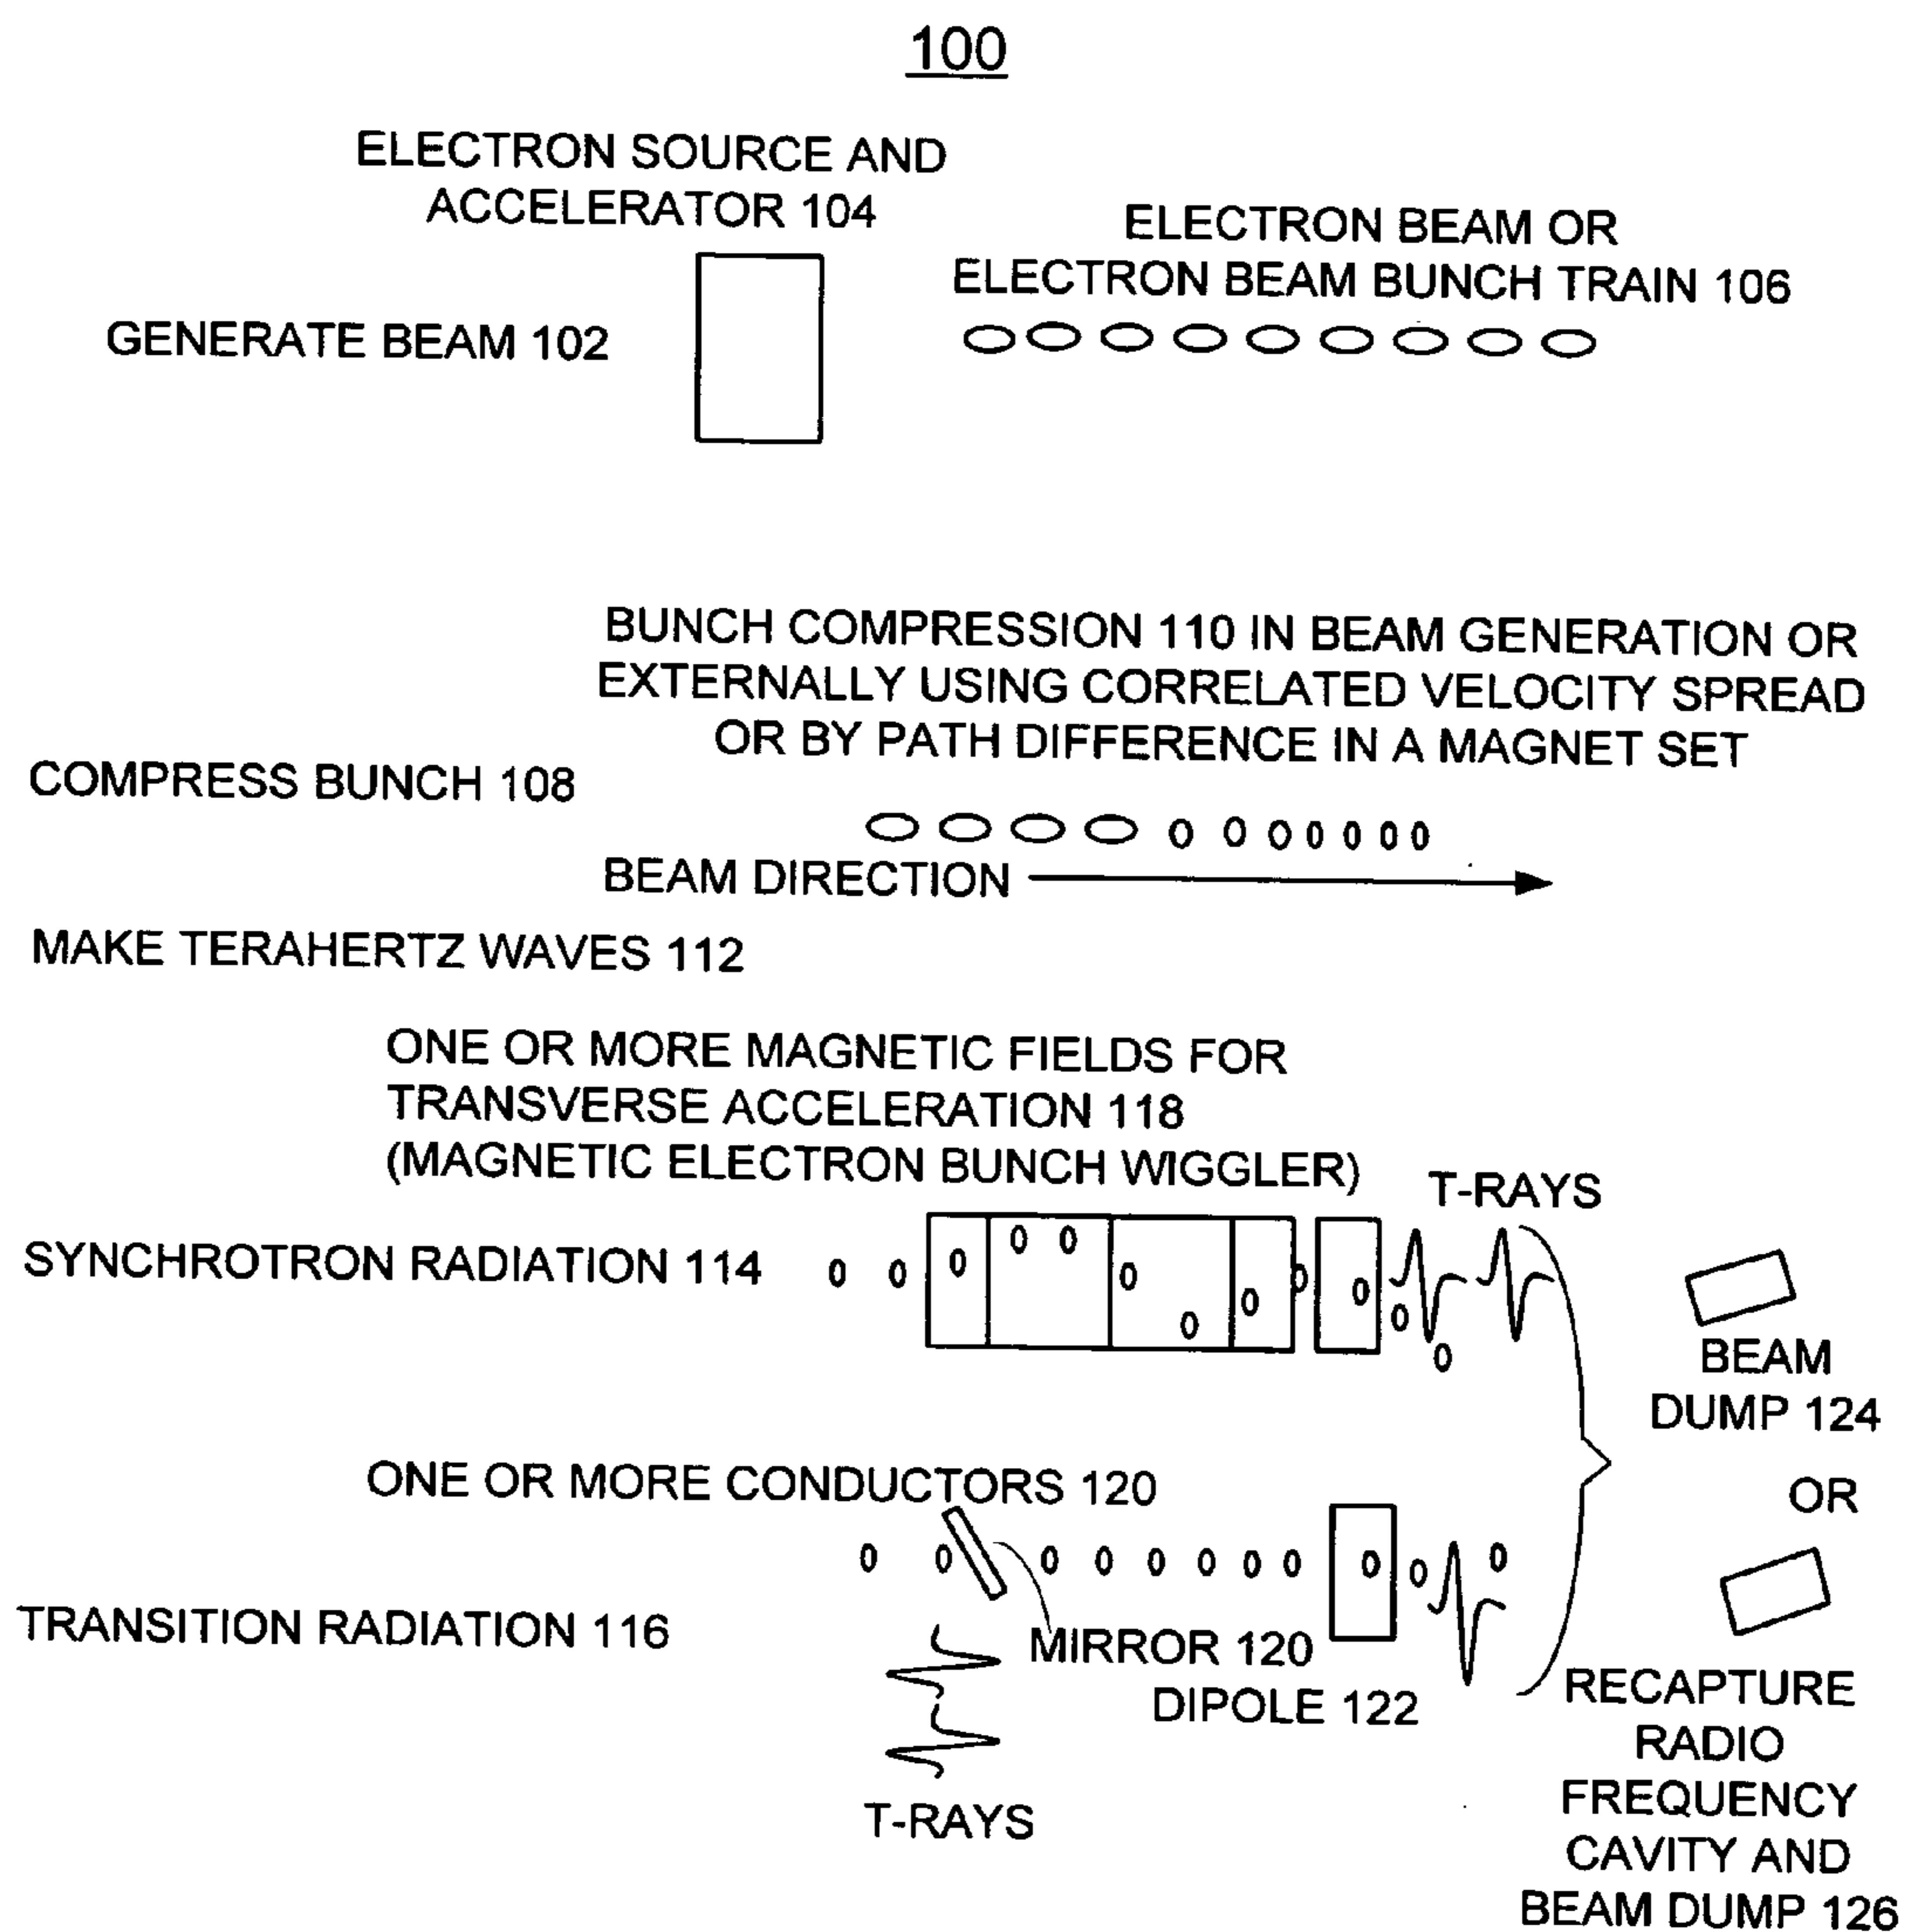 100
ELECTRON SOURCE AND
ACCELERATOR 104
ELECTRON BEAM OR
ELECTRON BEAM BUNCH TRAIN 106
GENERATE BEAM 102
BUNCH COMPRESSION 110 IN BEAM GENERATION OR
EXTERNALLY USING CORRELATED VELOCITY SPREAD
OR BY PATH DIFFERENCE IN A MAGNET SET
COMPRESS BUNCH 108
BEAM DIRECTION
MAKE TERAHERTZ WAVES 112
ONE OR MORE MAGNETIC FIELDS FOR
TRANSVERSE ACCELERATION 118
(MAGNETIC ELECTRON BUNCH WIGGLER)
T-RAYS
SYNCHROTRON RADIATION 114
BEAM
DUMP 124
OR
ONE OR MORE CONDUCTORS 120
TRANSITION RADIATION 116
MIRROR 120
DIPOLE 122
T-RAYS
RECAPTURE
RADIO
FREQUENCY
CAVITY AND
BEAM DUMP 126